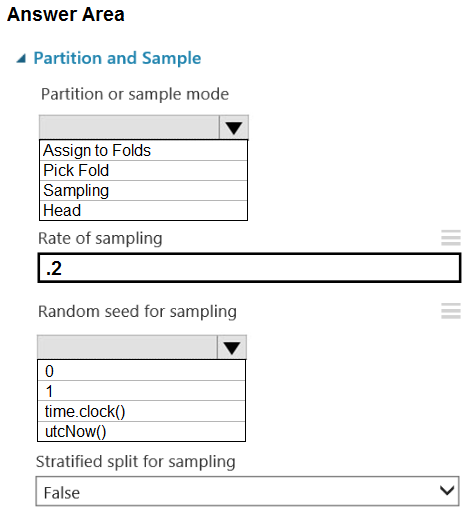 Answer Area
Partition and Sample
Partition or sample mode
Assign to Folds
Pick Fold
Sampling
Head
Rate of sampling
.2
Random seed for sampling
0
1
time.clock()
utcNow()
Stratified split for sampling
False